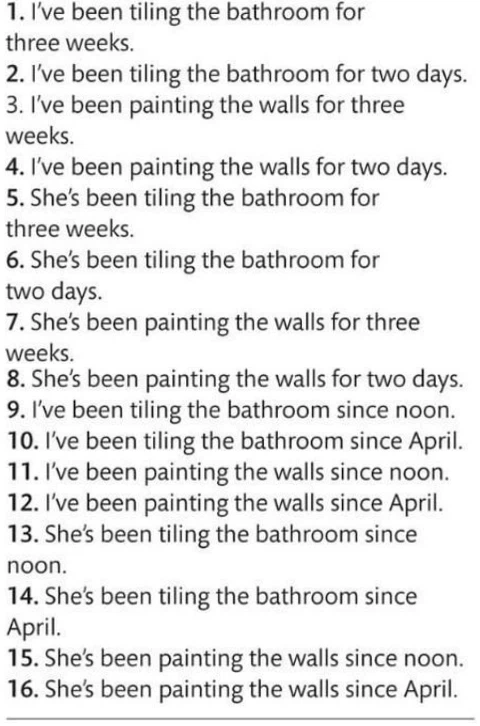 1. I've been tiling the bathroom for
three weeks.
2. I've been tiling the bathroom for two days.
3. I've been painting the walls for three
weeks.
4. I've been painting the walls for two days.
5. She's been tiling the bathroom for
three weeks.
6. She's been tiling the bathroom for
two days.
7. She's been painting the walls for three
weeks.
8. She's been painting the walls for two days.
9. I've been tiling the bathroom since noon.
10. I've been tiling the bathroom since April.
11. I've been painting the walls since noon.
12. I've been painting the walls since April.
13. She's been tiling the bathroom since
noon.
14. She's been tiling the bathroom since
April.
15. She's been painting the walls since noon.
16. She's been painting the walls since April.